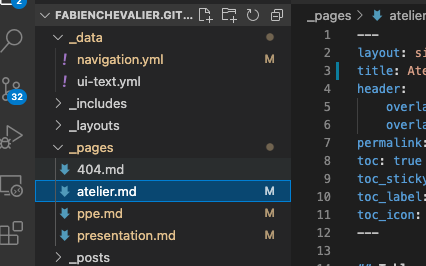 2
FABIENCHEVALIER.GIT...
_data
navigation.yml M
ui-text.yml
_includes
_layouts
_pages
404.md
atelier.md M
ppe.md M
presentation.md M
_posts
32
_pages > atelier
1 ---
2 layout: si
3 title: Ate
4 header:
5 overla
6 overla
7 permalink:
8 toc: true
9 toc_sticky
10 toc_label:
11 toc_icon:
12 ---
13
14